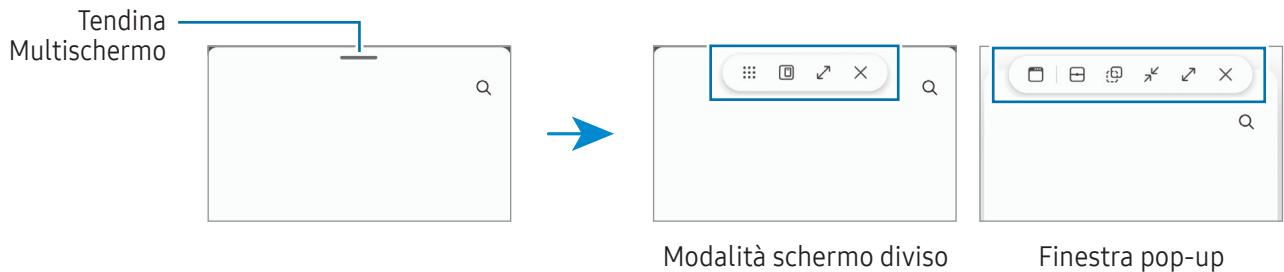 Tendina
Multischermo
Modalità schermo diviso
Finestra pop-up